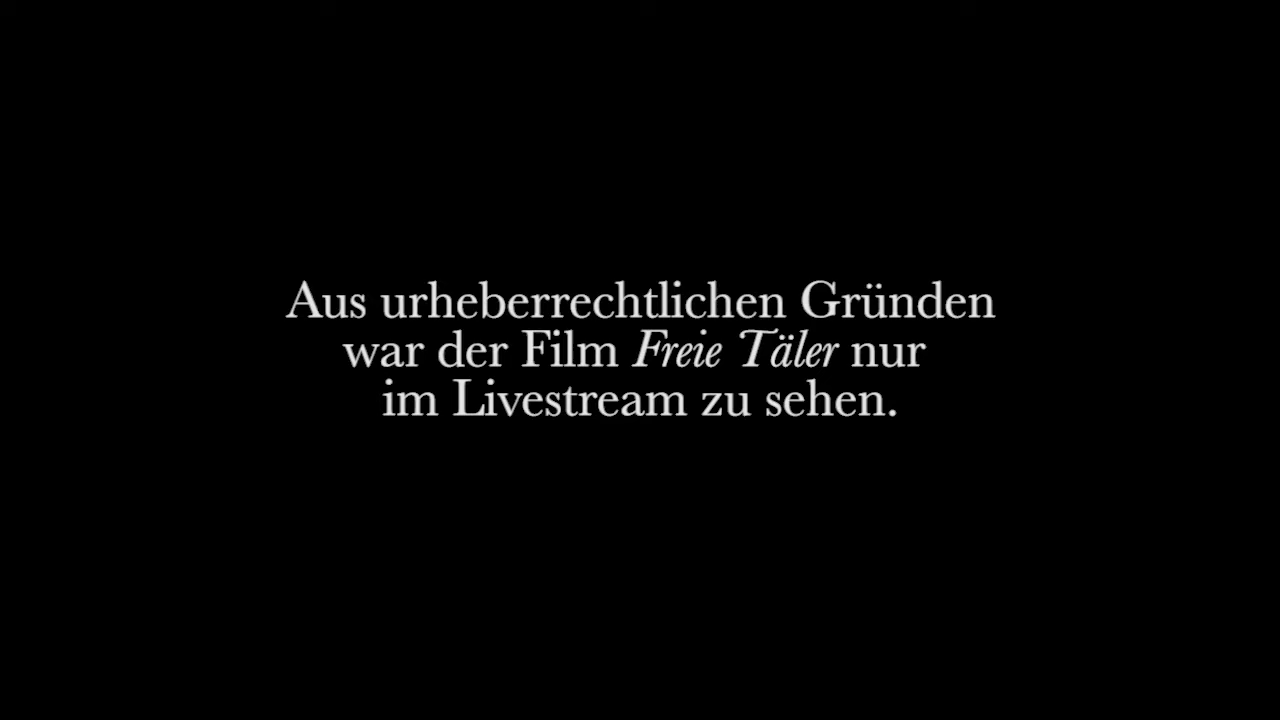 Aus urheberrechtlichen Gründen
war der Film Freie Täler nur
im Livestream zu sehen.